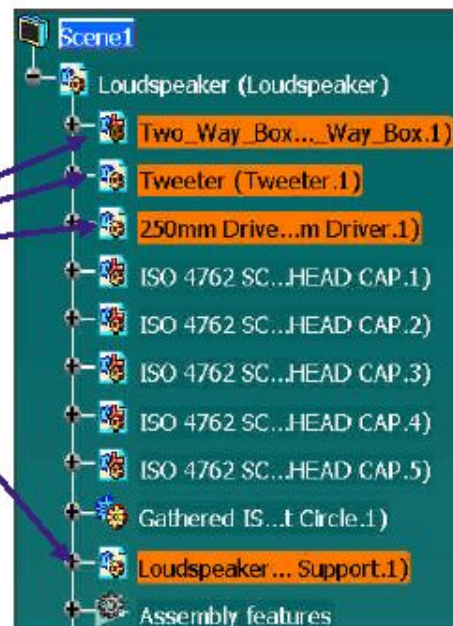 Scene1
Loudspeaker (Loudspeaker)
Two_Way_Box..._Way_Box.1)
Tweeter (Tweeter.1)
250mm Drive...m Driver.1)
ISO 4762 SC...HEAD CAP.1)
ISO 4762 SC...HEAD CAP.2)
ISO 4762 SC...HEAD CAP.3)
ISO 4762 SC...HEAD CAP.4)
ISO 4762 SC...HEAD CAP.5)
Gathered IS...t Circle.1)
Loudspeaker... Support.1)
Assembly features